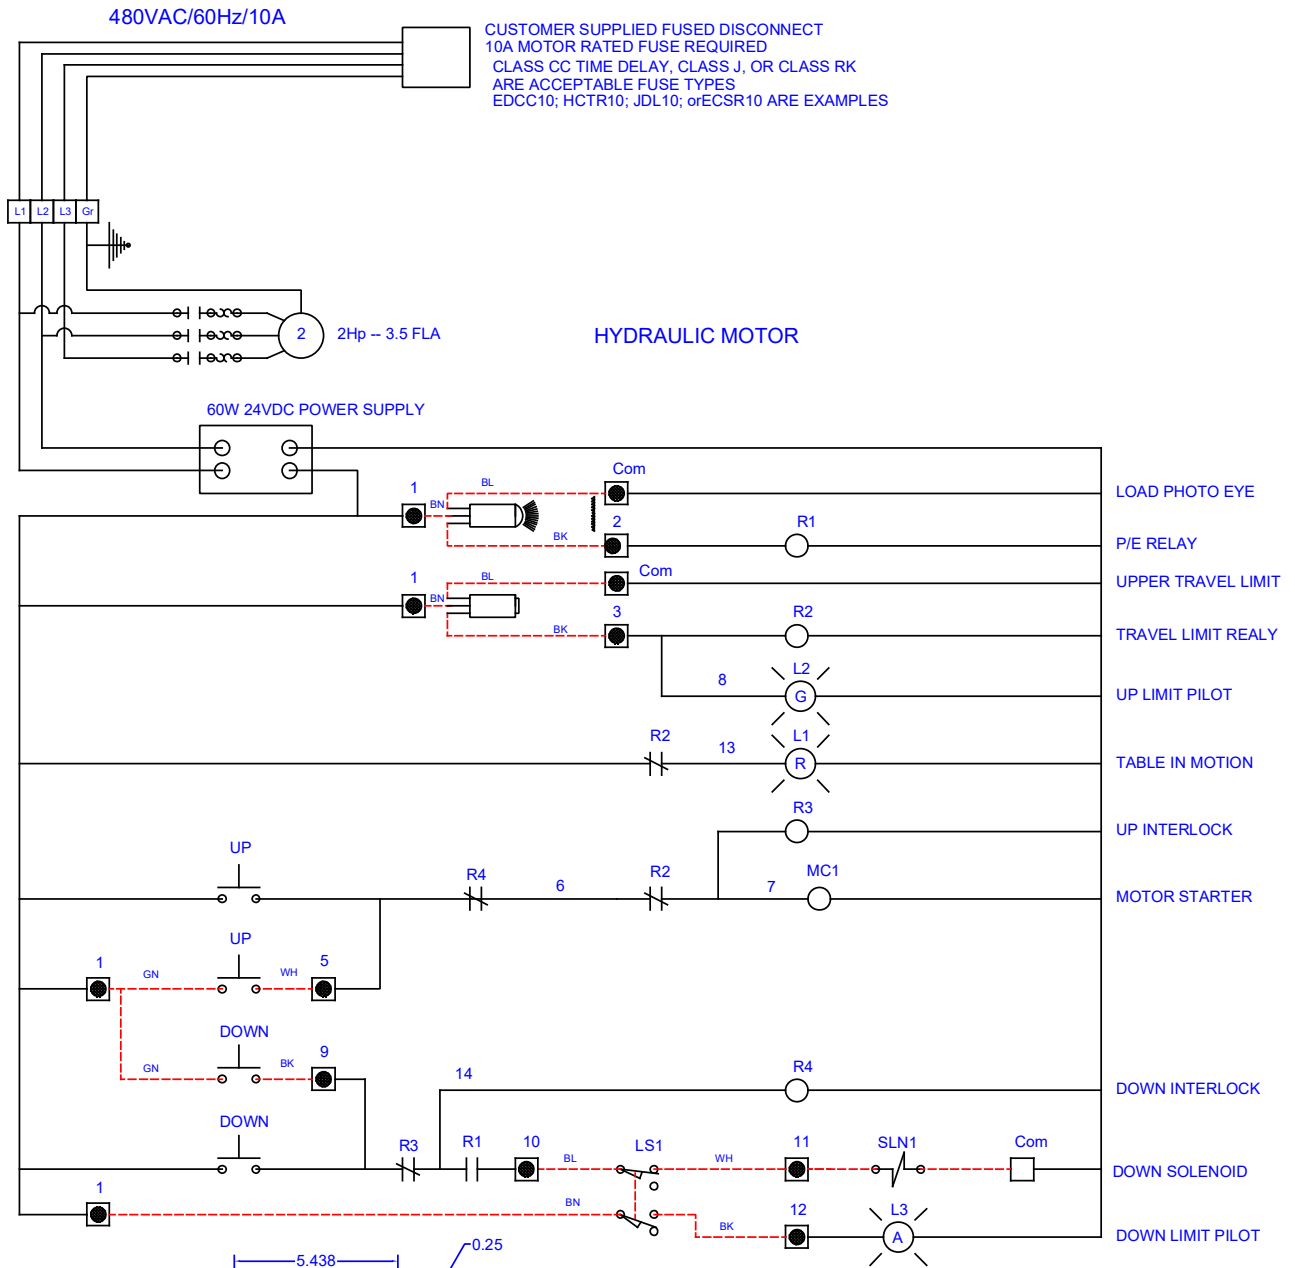 480VAC/60Hz/10A
CUSTOMER SUPPLIED FUSED DISCONNECT
10A MOTOR RATED FUSE REQUIRED
CLASS CC TIME DELAY, CLASS J, OR CLASS RK
ARE ACCEPTABLE FUSE TYPES
EDCC10; HCTR10; JDL10; orECSR10 ARE EXAMPLES
L1 L2 L3 Gr
2 2Hp -- 3.5 FLA
HYDRAULIC MOTOR
60W 24VDC POWER SUPPLY
Com
1 BN BL
LOAD PHOTO EYE
2 R1
BK
P/E RELAY
1 BN BL Com
UPPER TRAVEL LIMIT
3 R2
BK
TRAVEL LIMIT REALY
L2
8 G
UP LIMIT PILOT
R2 13 L1
R
TABLE IN MOTION
R3
UP INTERLOCK
UP
R4 6 R2 7 MC1
MOTOR STARTER
UP
1 GN WH 5
DOWN
GN BK 9
14 R4
DOWN INTERLOCK
DOWN
R3 R1 10 LS1 11 SLN1 Com
BL WH
DOWN SOLENOID
1 BN
BK 12 L3
A
DOWN LIMIT PILOT
5.438 0.25